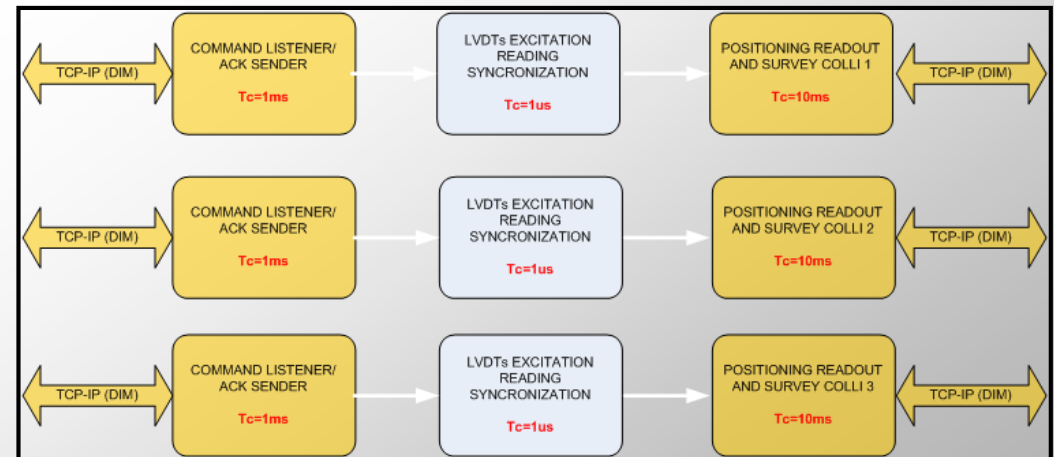 TCP-IP (DIM)
COMMAND LISTENER/
ACK SENDER
Tc=1ms
LVDTs EXCITATION
READING
SYNCRONIZATION
Tc=1us
POSITIONING READOUT
AND SURVEY COLLI 1
Tc=10ms
TCP-IP (DIM)
TCP-IP (DIM)
COMMAND LISTENER/
ACK SENDER
Tc=1ms
LVDTs EXCITATION
READING
SYNCRONIZATION
Tc=1us
POSITIONING READOUT
AND SURVEY COLLI 2
Tc=10ms
TCP-IP (DIM)
TCP-IP (DIM)
COMMAND LISTENER/
ACK SENDER
Tc=1ms
LVDTs EXCITATION
READING
SYNCRONIZATION
Tc=1us
POSITIONING READOUT
AND SURVEY COLLI 3
Tc=10ms
TCP-IP (DIM)